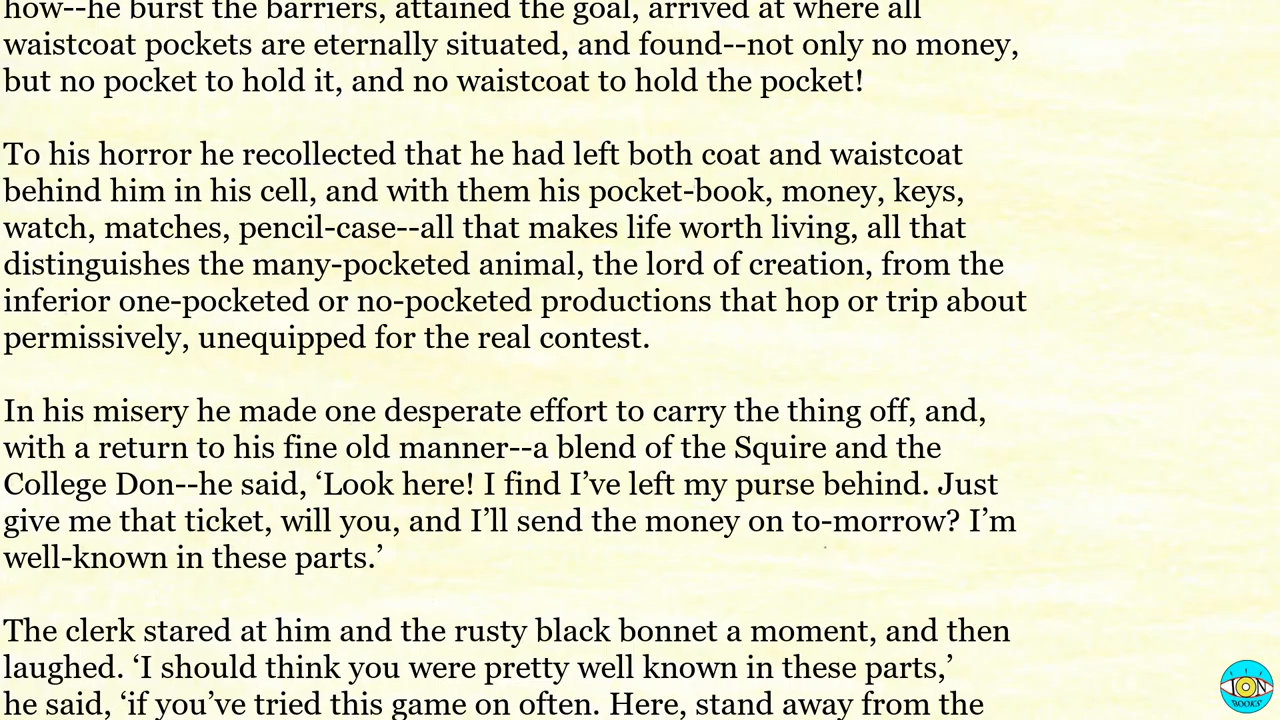 how--he burst the barriers, attained the goal, arrived at where all
waistcoat pockets are eternally situated, and found--not only no money,
but no pocket to hold it, and no waistcoat to hold the pocket!
To his horror he recollected that he had left both coat and waistcoat
behind him in his cell, and with them his pocket-book, money, keys,
watch, matches, pencil-case--all that makes life worth living, all that
distinguishes the many-pocketed animal, the lord of creation, from the
inferior one-pocketed or no-pocketed productions that hop or trip about
permissively, unequipped for the real contest.
In his misery he made one desperate effort to carry the thing off, and,
with a return to his fine old manner--a blend of the Squire and the
College Don--he said, ‘Look here! I find I’ve left my purse behind. Just
give me that ticket, will you, and I’ll send the money on to-morrow? I’m
well-known in these parts.’
The clerk stared at him and the rusty black bonnet a moment, and then
laughed. ‘I should think you were pretty well known in these parts,’
he said, ‘if you’ve tried this game on often. Here, stand away from the
ION
BOOKS